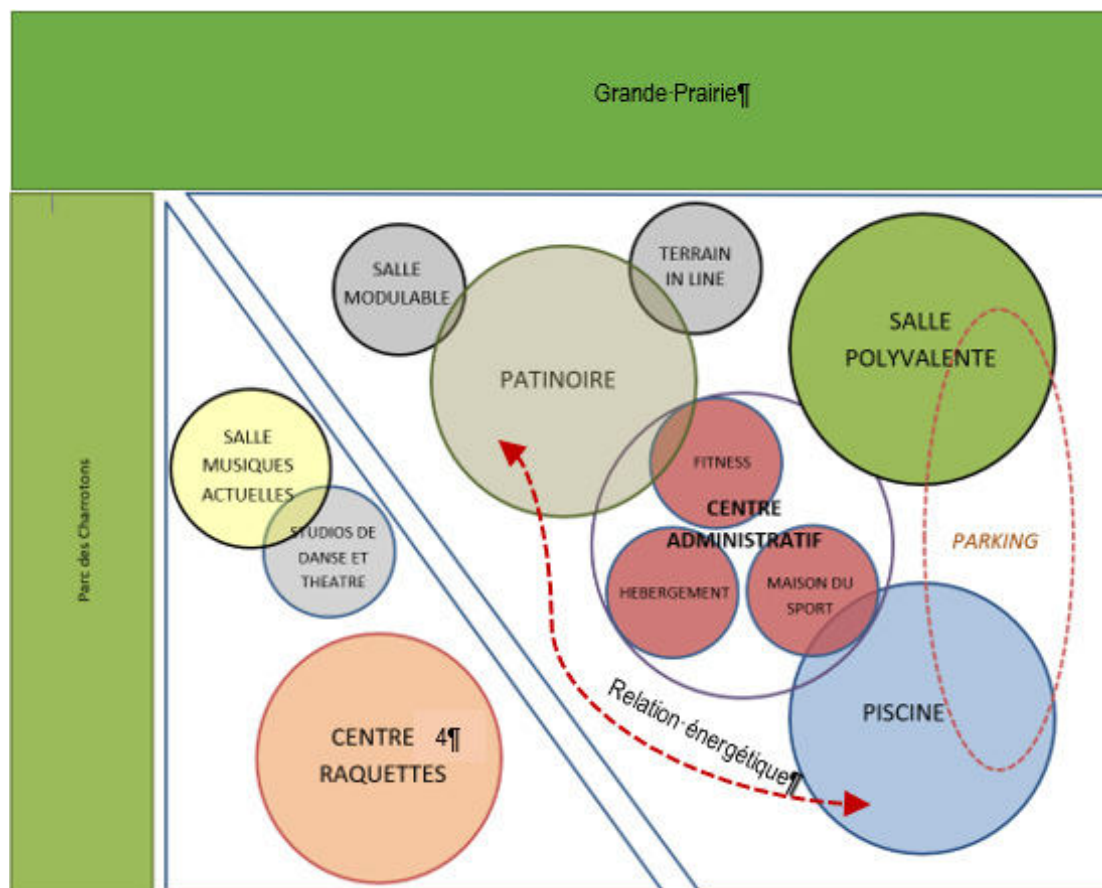 Grande·Prairie¶
Parc des Charrotons
SALLE
MODULABLE
TERRAIN
IN LINE
PATINOIRE
SALLE
POLYVALENTE
SALLE
MUSIQUES
ACTUELLES
STUDIOS DE
DANSE ET
THEATRE
FITNESS
CENTRE
ADMINISTRATIF
HEBERGEMENT
MAISON DU
SPORT
PARKING
PISCINE
Relation·énergétique¶
CENTRE 4¶
RAQUETTES